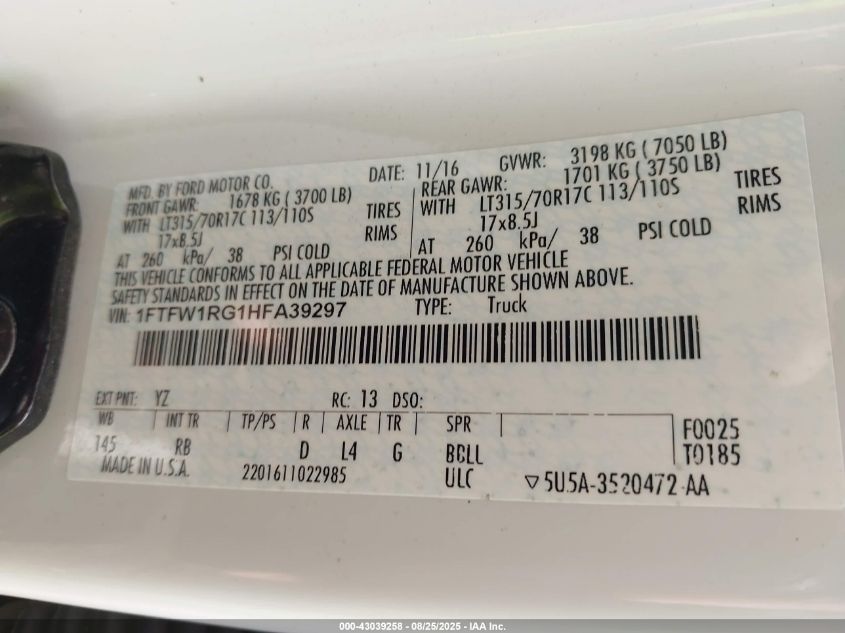 MFD. BY FORD MOTOR CO. DATE: 11/16 GVWR: 3198 KG ( 7050 LB)
FRONT GAWR: 1678 KG ( 3700 LB) REAR GAWR: 1701 KG ( 3750 LB)
WITH LT315/70R17C 113/110S TIRES WITH LT315/70R17C 113/110S TIRES
17x8.5J RIMS 17x8.5J RIMS
AT 260 kPa/ 38 PSI COLD AT 260 kPa/ 38 PSI COLD
THIS VEHICLE CONFORMS TO ALL APPLICABLE FEDERAL MOTOR VEHICLE
SAFETY STANDARDS IN EFFECT ON THE DATE OF MANUFACTURE SHOWN ABOVE.
VIN: 1FTFW1RG1HFA39297 TYPE: Truck
EXT PNT: YZ RC: 13 DSO:
WB INT TR TP/PS R AXLE TR SPR F0025
145 RB D L4 G BCLL T0185
MADE IN U.S.A. 2201611022985 ULC ▽5U5A-3520472-AA
000-43039258 - 08/25/2025 - IAA Inc.